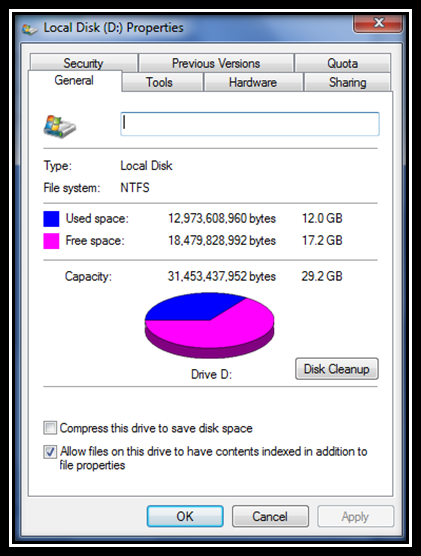 Local Disk (D:) Properties
Security Previous Versions Quota
General Tools Hardware Sharing
Type: Local Disk
File system: NTFS
Used space: 12,973,608,960 bytes 12.0 GB
Free space: 18,479,828,992 bytes 17.2 GB
Capacity: 31,453,437,952 bytes 29.2 GB
Drive D:
Disk Cleanup
Compress this drive to save disk space
Allow files on this drive to have contents indexed in addition to
file properties
OK Cancel Apply